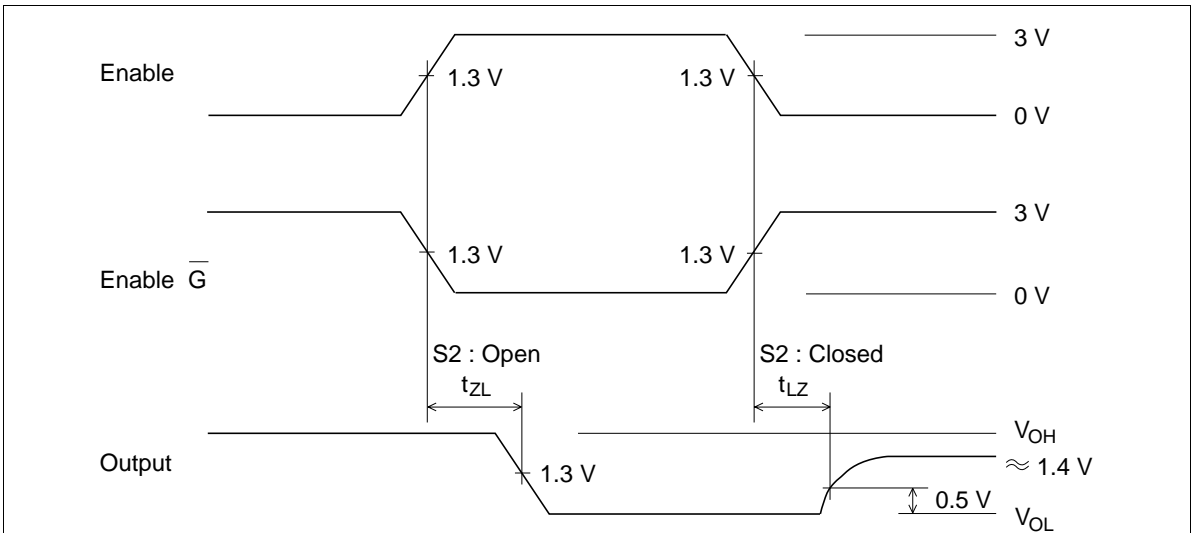 3 V
Enable
1.3 V 1.3 V
0 V
3 V
1.3 V 1.3 V
Enable G̅
0 V
S2 : Open S2 : Closed
tZL tLZ
VOH
Output
≈ 1.4 V
1.3 V
0.5 V
VOL